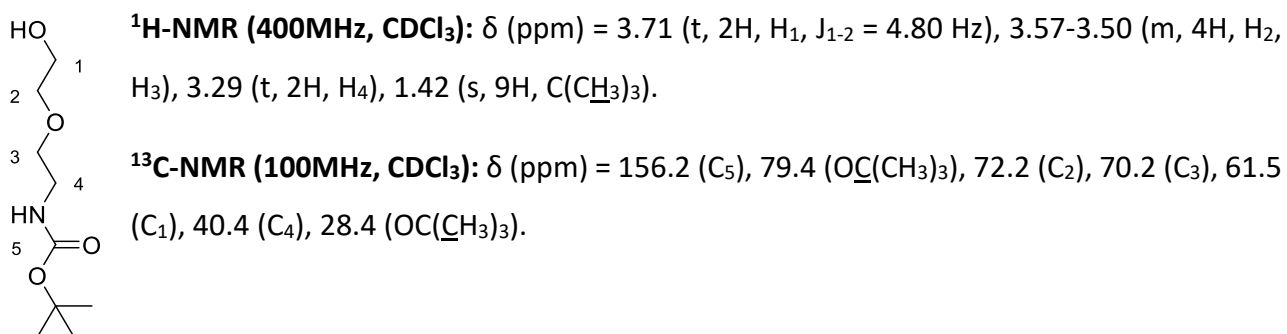 ¹H-NMR (400MHz, CDCl₃): δ (ppm) = 3.71 (t, 2H, H₁, J₁₋₂ = 4.80 Hz), 3.57-3.50 (m, 4H, H₂,
H₃), 3.29 (t, 2H, H₄), 1.42 (s, 9H, C(CH₃)₃).
¹³C-NMR (100MHz, CDCl₃): δ (ppm) = 156.2 (C₅), 79.4 (OC(CH₃)₃), 72.2 (C₂), 70.2 (C₃), 61.5
(C₁), 40.4 (C₄), 28.4 (OC(CH₃)₃).
HO
1
2
O
3
4
HN
5
O
O